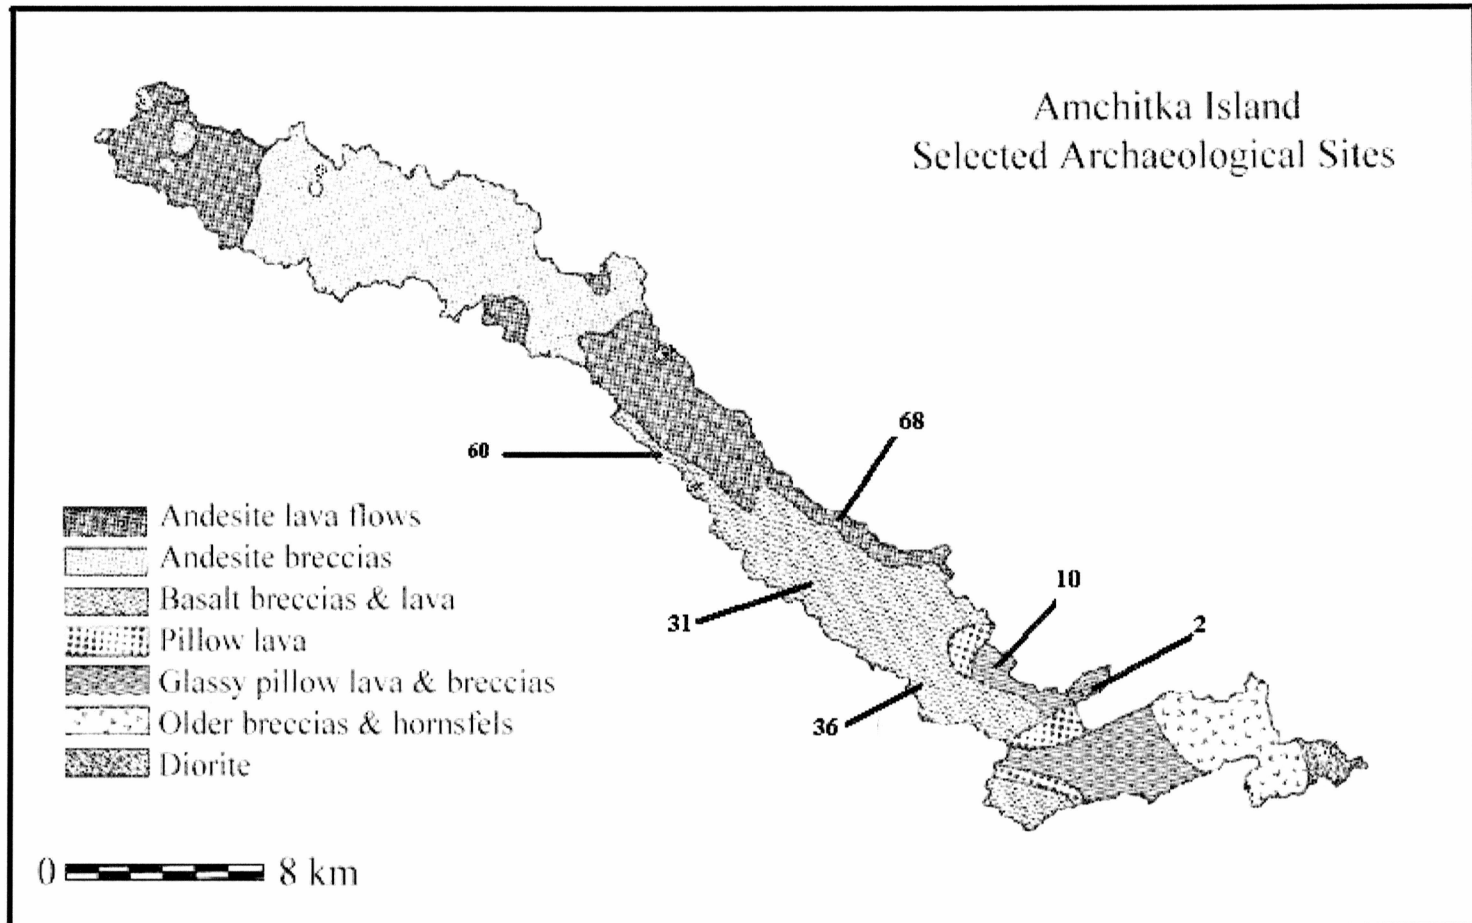 Amchitka Island
Selected Archaeological Sites
68
60
Andesite lava flows
Andesite breccias
Basalt breccias & lava
Pillow lava
Glassy pillow lava & breccias
Older breccias & hornsfels
Diorite
10
31
2
36
0 8 km